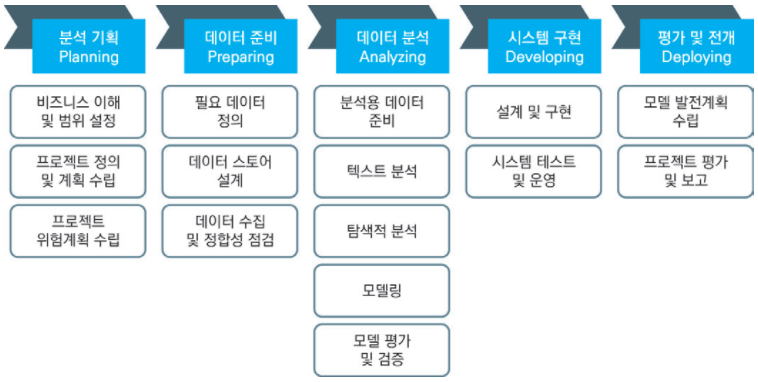 분석 기획
Planning
데이터 준비
Preparing
데이터 분석
Analyzing
시스템 구현
Developing
평가 및 전개
Deploying
비즈니스 이해
및 범위 설정
프로젝트 정의
및 계획 수립
프로젝트
위험계획 수립
필요 데이터
정의
데이터 스토어
설계
데이터 수집
및 정합성 점검
분석용 데이터
준비
텍스트 분석
탐색적 분석
모델링
모델 평가
및 검증
설계 및 구현
시스템 테스트
및 운영
모델 발전계획
수립
프로젝트 평가
및 보고